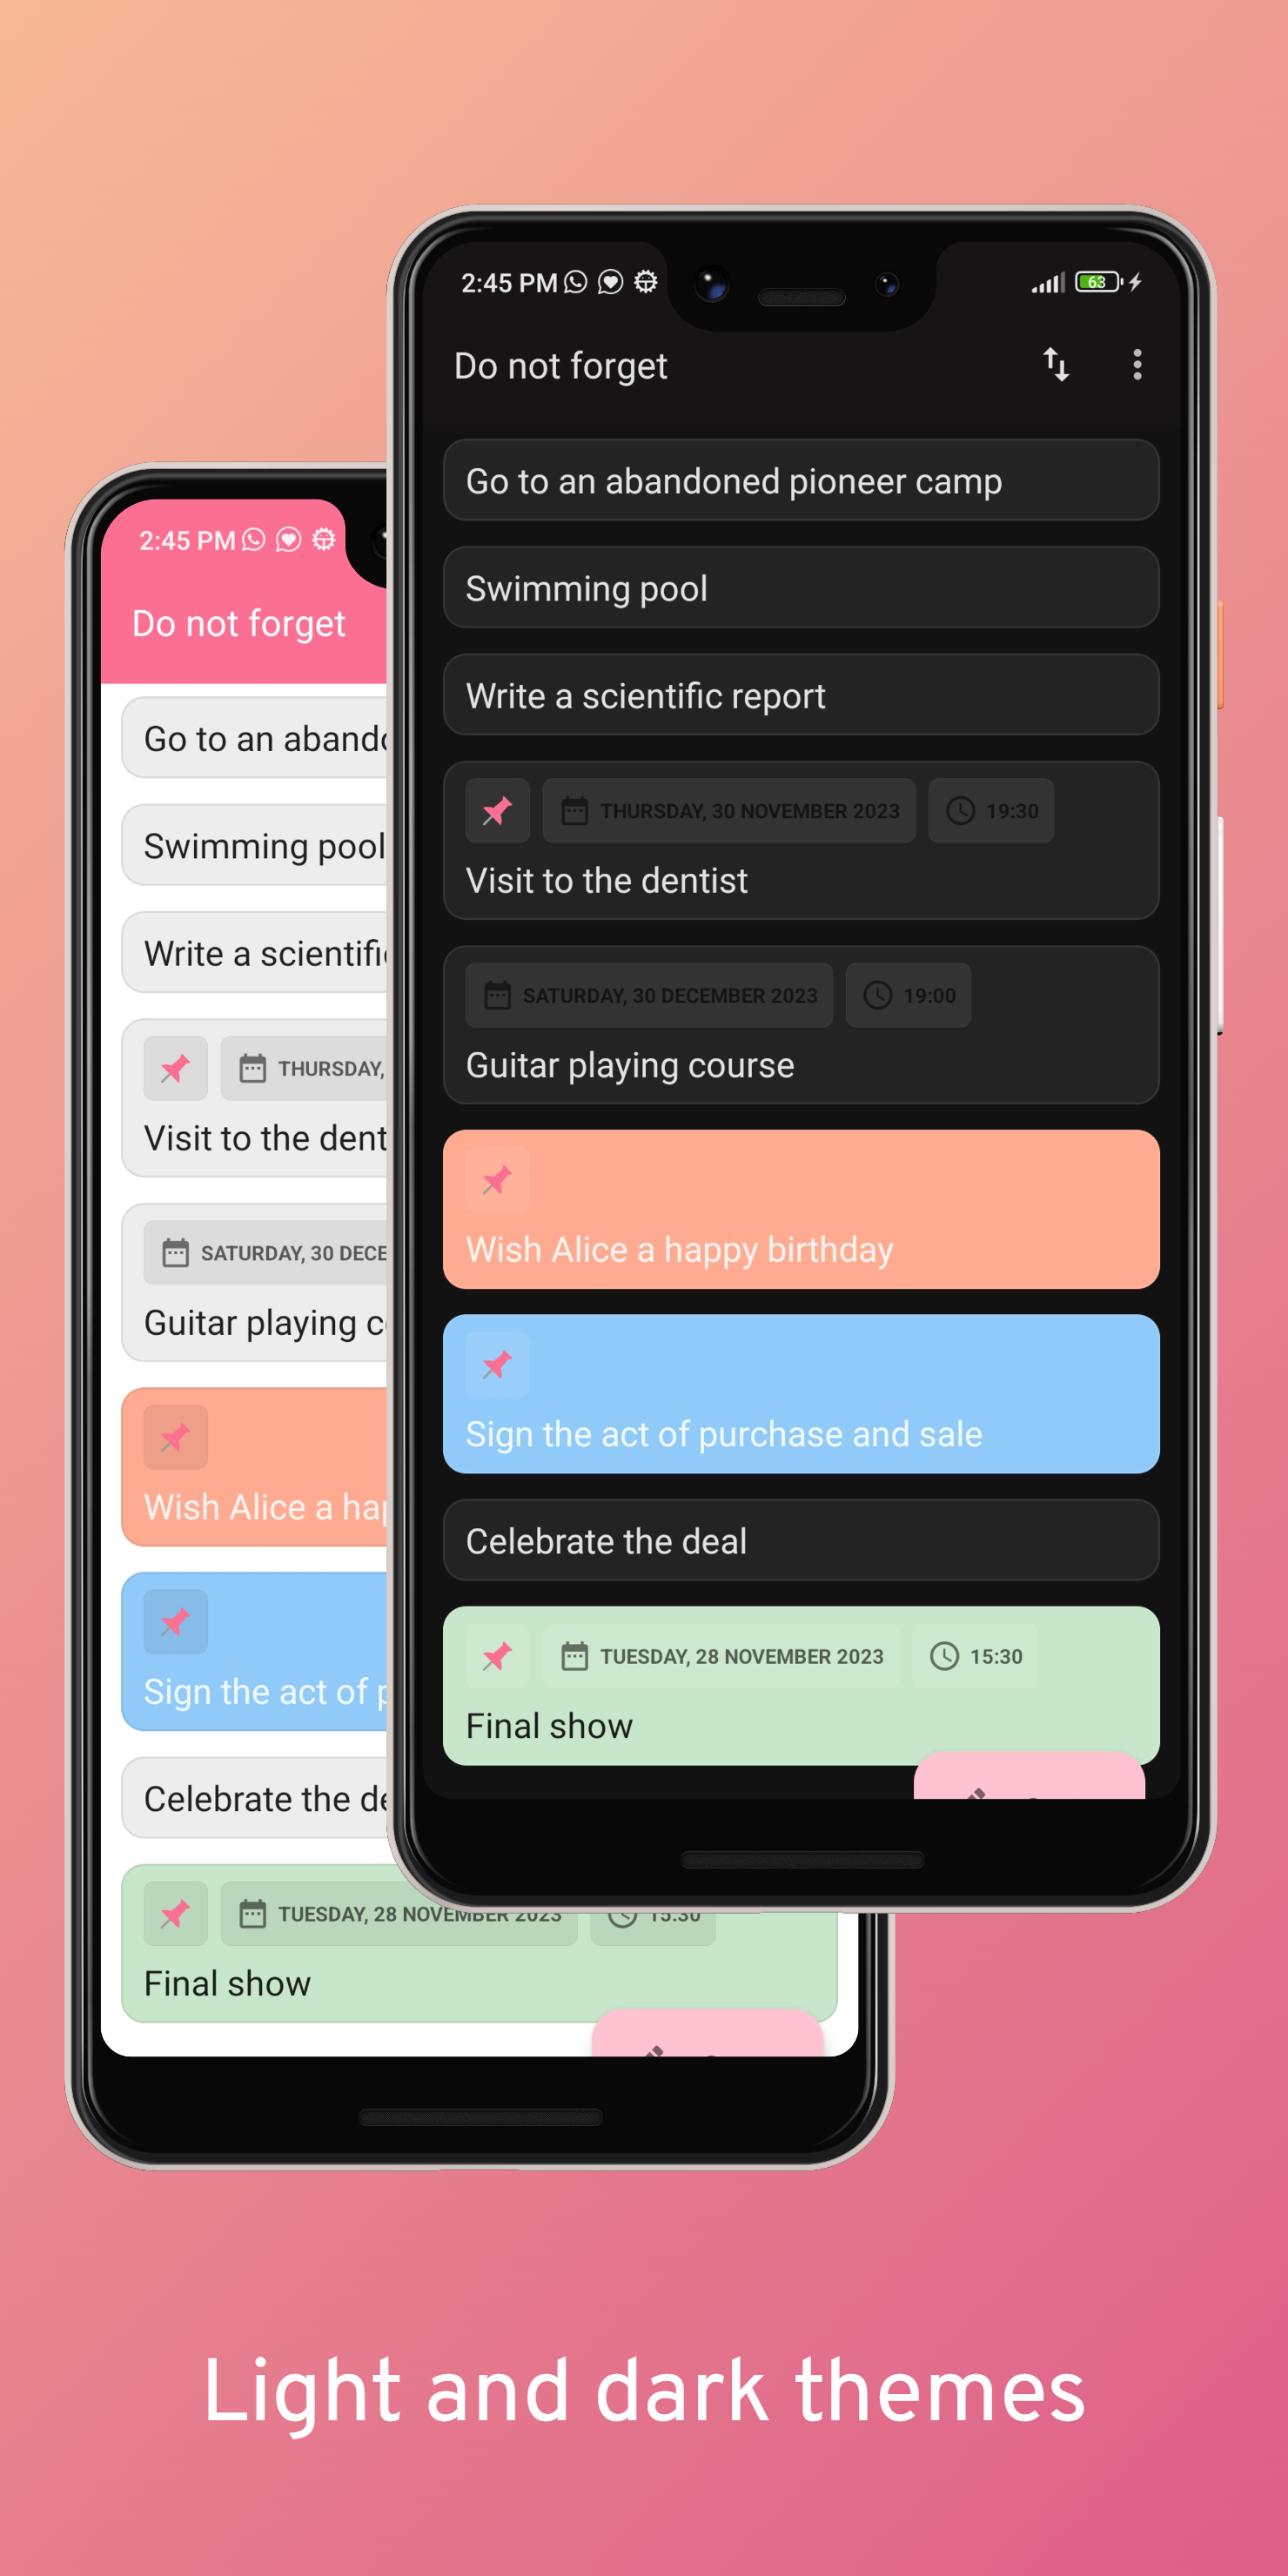 2:45 PM
63
Do not forget
Go to an abandoned pioneer camp
Swimming pool
Write a scientific report
THURSDAY, 30 NOVEMBER 2023 19:30
Visit to the dentist
SATURDAY, 30 DECEMBER 2023 19:00
Guitar playing course
Wish Alice a happy birthday
Sign the act of purchase and sale
Celebrate the deal
TUESDAY, 28 NOVEMBER 2023 15:30
Final show
2:45 PM
Do not forget
Go to an aband
Swimming pool
Write a scientifi
THURSDAY,
Visit to the dent
SATURDAY, 30 DECE
Guitar playing c
Wish Alice a ha
Sign the act of p
Celebrate the de
TUESDAY, 28 NOVEMBER 2023 15:30
Final show
Light and dark themes